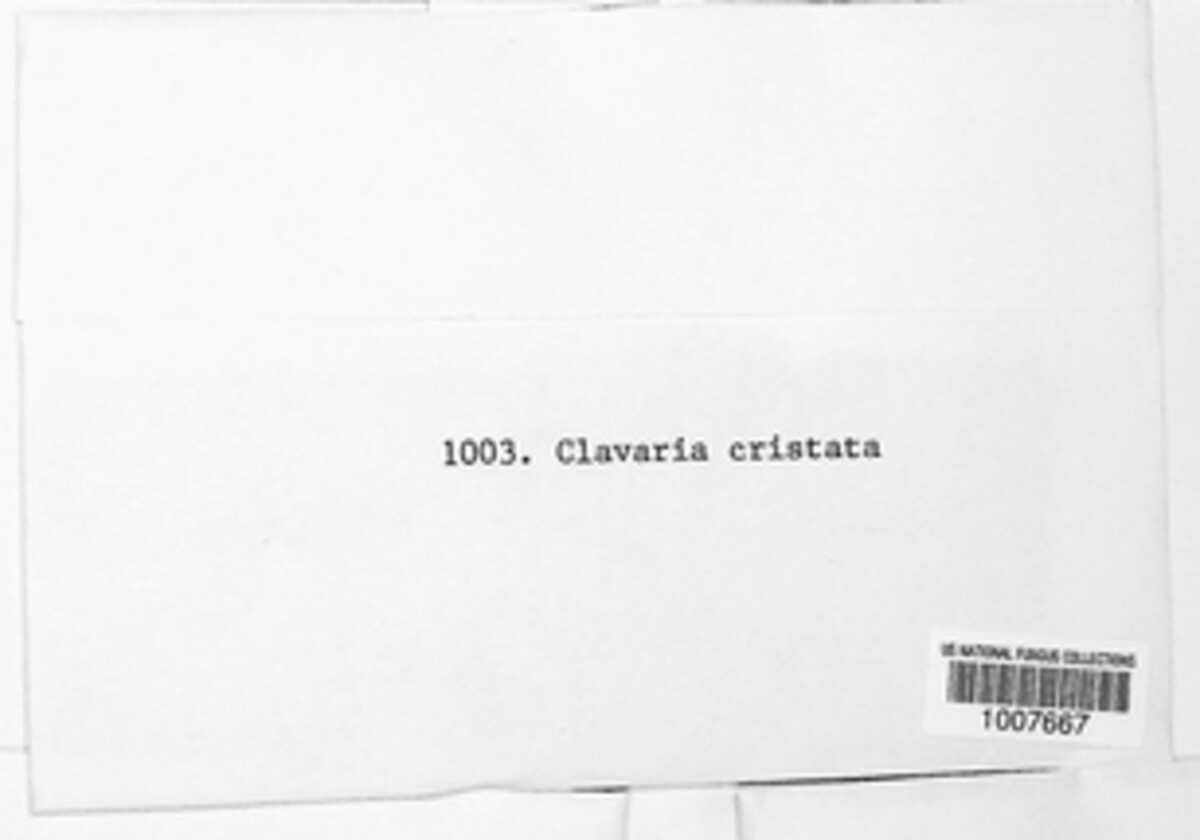 1003. Clavaria cristata
US NATIONAL FUNGUS COLLECTIONS
1007667